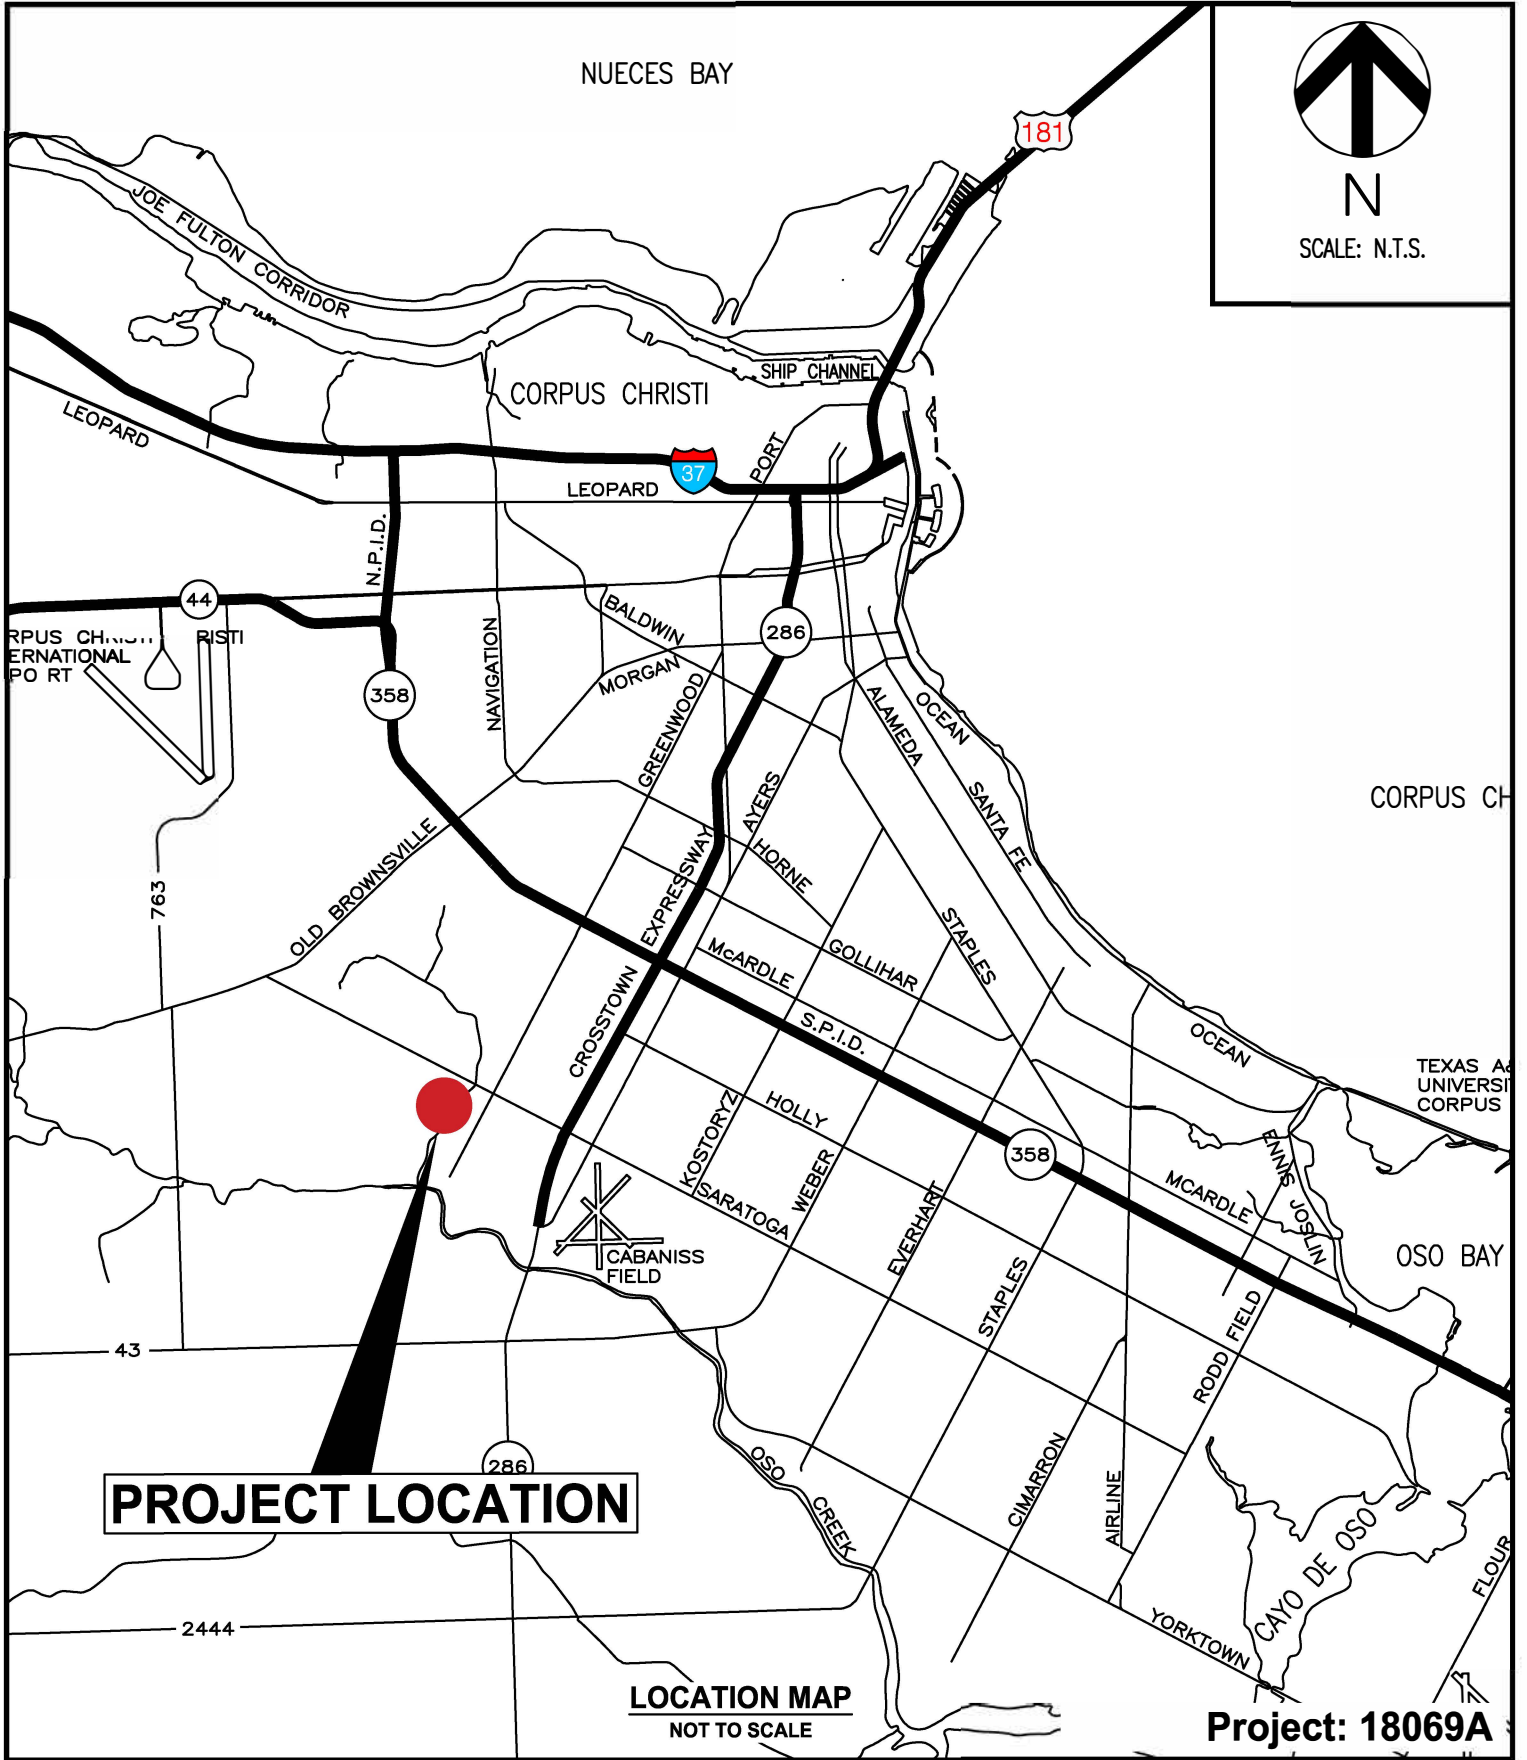 NUECES BAY
181
N
SCALE: N.T.S.
JOE FULTON CORRIDOR
SHIP CHANNEL
CORPUS CHRISTI
LEOPARD
PORT
37
LEOPARD
N.P.I.D.
44
BALDWIN
286
RISTI
ERNATIONAL
PO RT
NAVIGATION
MORGAN
358
GREENWOOD
ALAMEDA
OCEAN
AYERS
SANTA FE
CORPUS CH
OLD BROWNSVILLE
EXPRESSWAY
HORNE
763
STAPLES
McARDLE
GOLLIHAR
CROSSTOWN
S.P.I.D.
OCEAN
TEXAS A&
UNIVERSI
CORPUS
KOSTORYZ
HOLLY
358
ENNIS JOSLIN
WEBER
SARATOGA
MCARDLE
EVERHART
CABANISS
FIELD
OSO BAY
STAPLES
RODD FIELD
43
286
OSO CREEK
CIMARRON
AIRLINE
PROJECT LOCATION
CAYO DE OSO
FLOUR
2444
YORKTOWN
LOCATION MAP
NOT TO SCALE
Project: 18069A